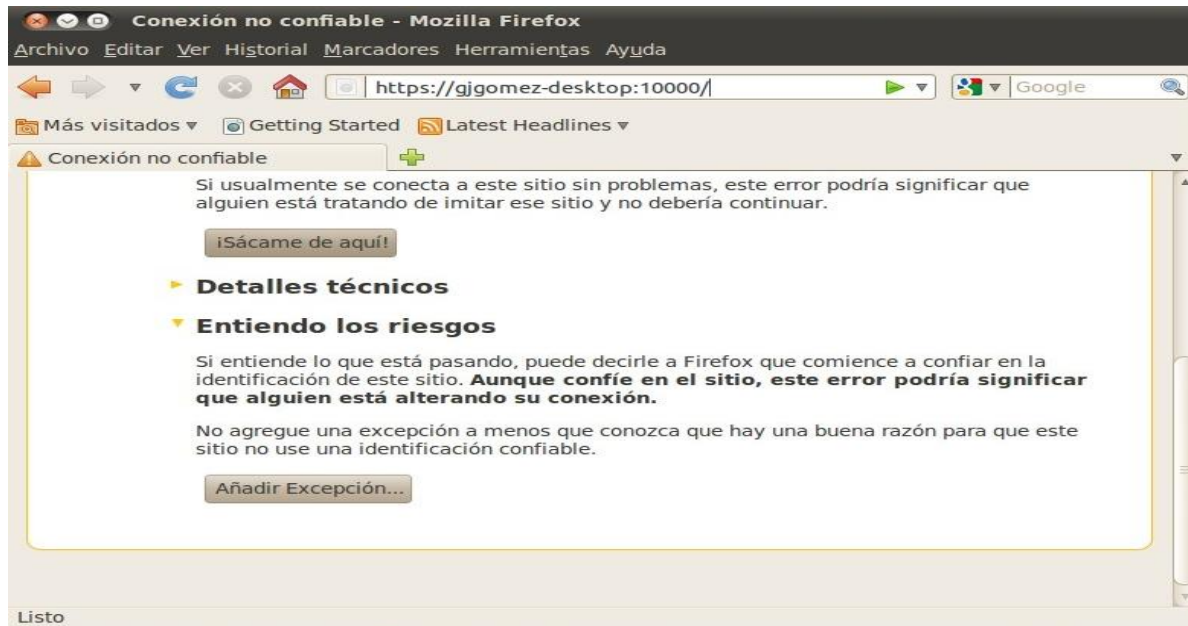 Conexión no confiable - Mozilla Firefox
Archivo Editar Ver Historial Marcadores Herramientas Ayuda
https://gjgomez-desktop:10000/
Google
Más visitados
Getting Started
Latest Headlines
Conexión no confiable
Si usualmente se conecta a este sitio sin problemas, este error podría significar que
alguien está tratando de imitar ese sitio y no debería continuar.
¡Sácame de aquí!
Detalles técnicos
Entiendo los riesgos
Si entiende lo que está pasando, puede decirle a Firefox que comience a confiar en la
identificación de este sitio. Aunque confíe en el sitio, este error podría significar
que alguien está alterando su conexión.
No agregue una excepción a menos que conozca que hay una buena razón para que este
sitio no use una identificación confiable.
Añadir Excepción...
Listo